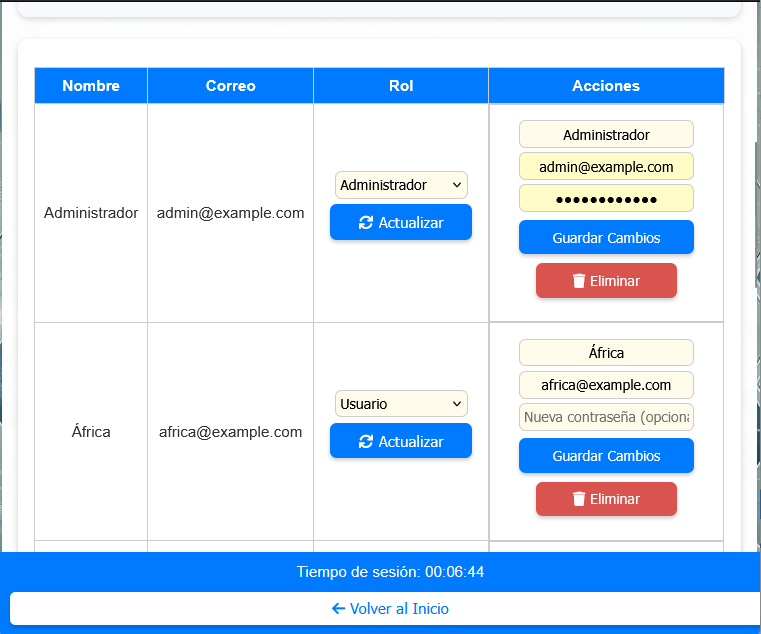 Nombre Correo Rol Acciones
Administrador
admin@example.com
Administrador
Actualizar
Administrador
admin@example.com
••••••••••••
Guardar Cambios
Eliminar
África
africa@example.com
Usuario
Actualizar
África
africa@example.com
Nueva contraseña (opciona
Guardar Cambios
Eliminar
Tiempo de sesión: 00:06:44
Volver al Inicio